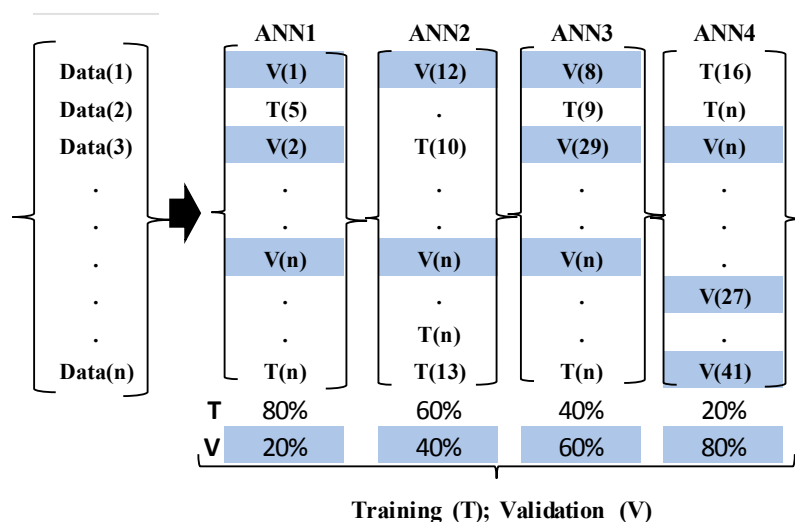 ANN1 ANN2 ANN3 ANN4
Data(1) V(1) V(12) V(8) T(16)
Data(2) T(5) . T(9) T(n)
Data(3) V(2) T(10) V(29) V(n)
. . . . .
. . . . .
. V(n) V(n) V(n) .
. . . . V(27)
. . T(n) . .
Data(n) T(n) T(13) T(n) V(41)
T 80% 60% 40% 20%
V 20% 40% 60% 80%
Training (T); Validation (V)